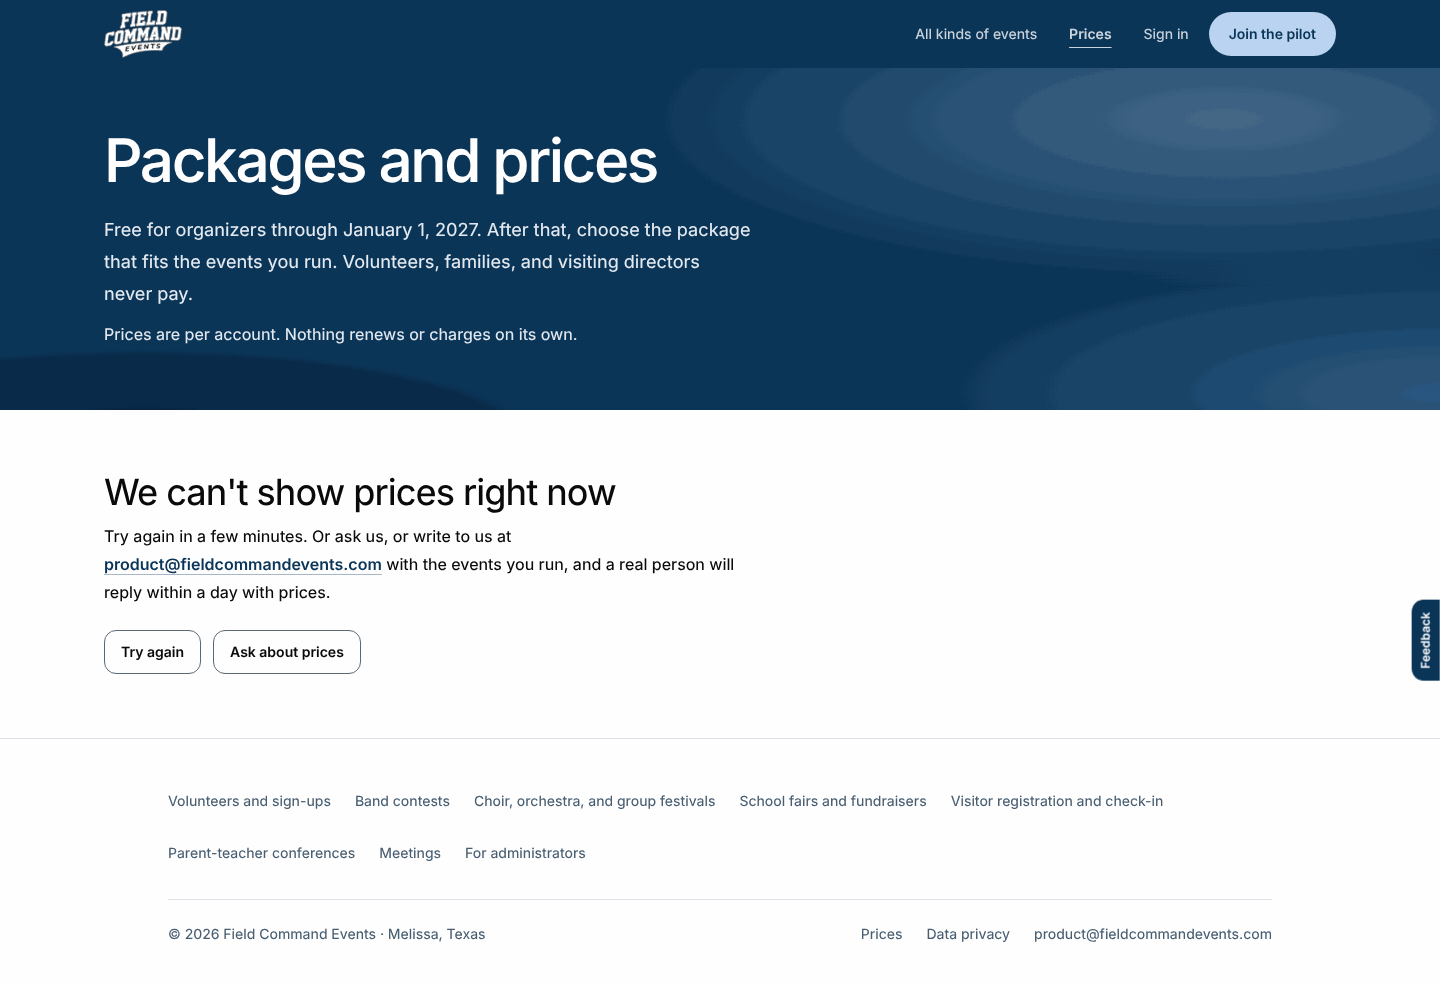 FIELD
COMMAND
EVENTS
All kinds of events
Prices
Sign in
Join the pilot
Packages and prices
Free for organizers through January 1, 2027. After that, choose the package
that fits the events you run. Volunteers, families, and visiting directors
never pay.
Prices are per account. Nothing renews or charges on its own.
We can't show prices right now
Try again in a few minutes. Or ask us, or write to us at
product@fieldcommandevents.com with the events you run, and a real person will
reply within a day with prices.
Try again
Ask about prices
Feedback
Volunteers and sign-ups
Band contests
Choir, orchestra, and group festivals
School fairs and fundraisers
Visitor registration and check-in
Parent-teacher conferences
Meetings
For administrators
© 2026 Field Command Events · Melissa, Texas
Prices
Data privacy
product@fieldcommandevents.com